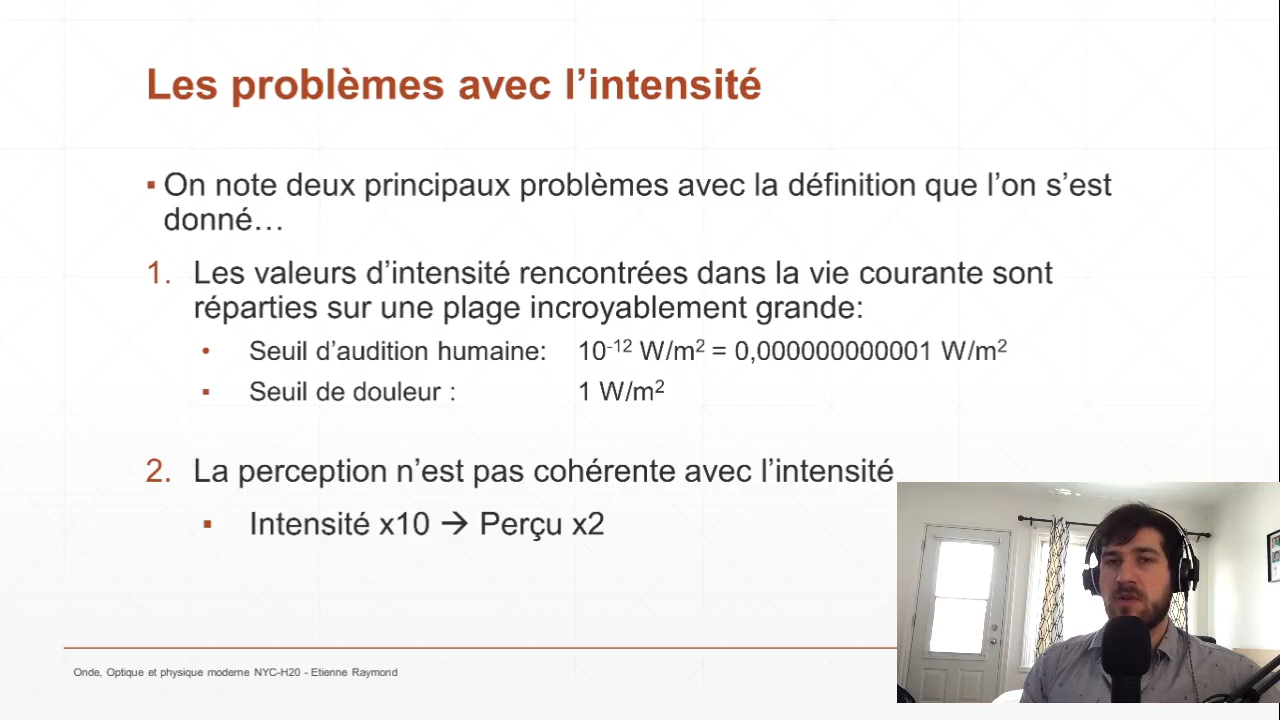 Les problèmes avec l’intensité
▪ On note deux principaux problèmes avec la définition que l’on s’est
donné…
1. Les valeurs d’intensité rencontrées dans la vie courante sont
réparties sur une plage incroyablement grande:
• Seuil d’audition humaine: 10⁻¹² W/m² = 0,000000000001 W/m²
▪ Seuil de douleur : 1 W/m²
2. La perception n’est pas cohérente avec l’intensité
▪ Intensité x10 → Perçu x2
Onde, Optique et physique moderne NYC-H20 - Etienne Raymond